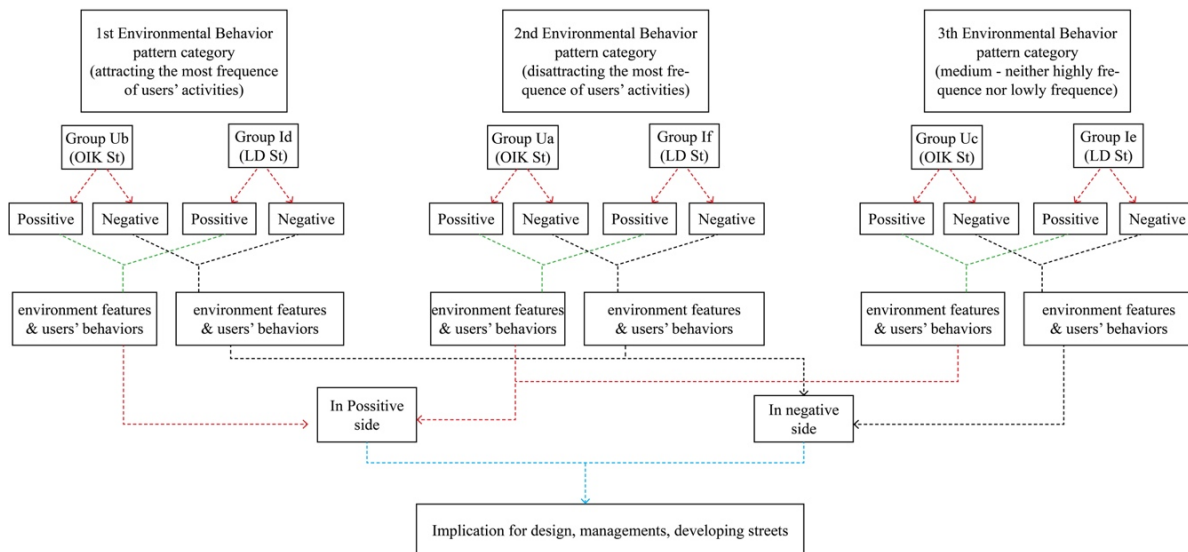 1st Environmental Behavior
pattern category
(attracting the most frequence
of users' activities)
2nd Environmental Behavior
pattern category
(disattracting the most fre-
quence of users' activities)
3th Environmental Behavior
pattern category
(medium - neither highly fre-
quence nor lowly frequence)
Group Ub
(OIK St)
Group Id
(LD St)
Group Ua
(OIK St)
Group If
(LD St)
Group Uc
(OIK St)
Group Ie
(LD St)
Possitive
Negative
Possitive
Negative
Possitive
Negative
Possitive
Negative
Possitive
Negative
Possitive
Negative
environment features
& users' behaviors
environment features
& users' behaviors
environment features
& users' behaviors
environment features
& users' behaviors
environment features
& users' behaviors
environment features
& users' behaviors
In Possitive
side
In negative
side
Implication for design, managements, developing streets